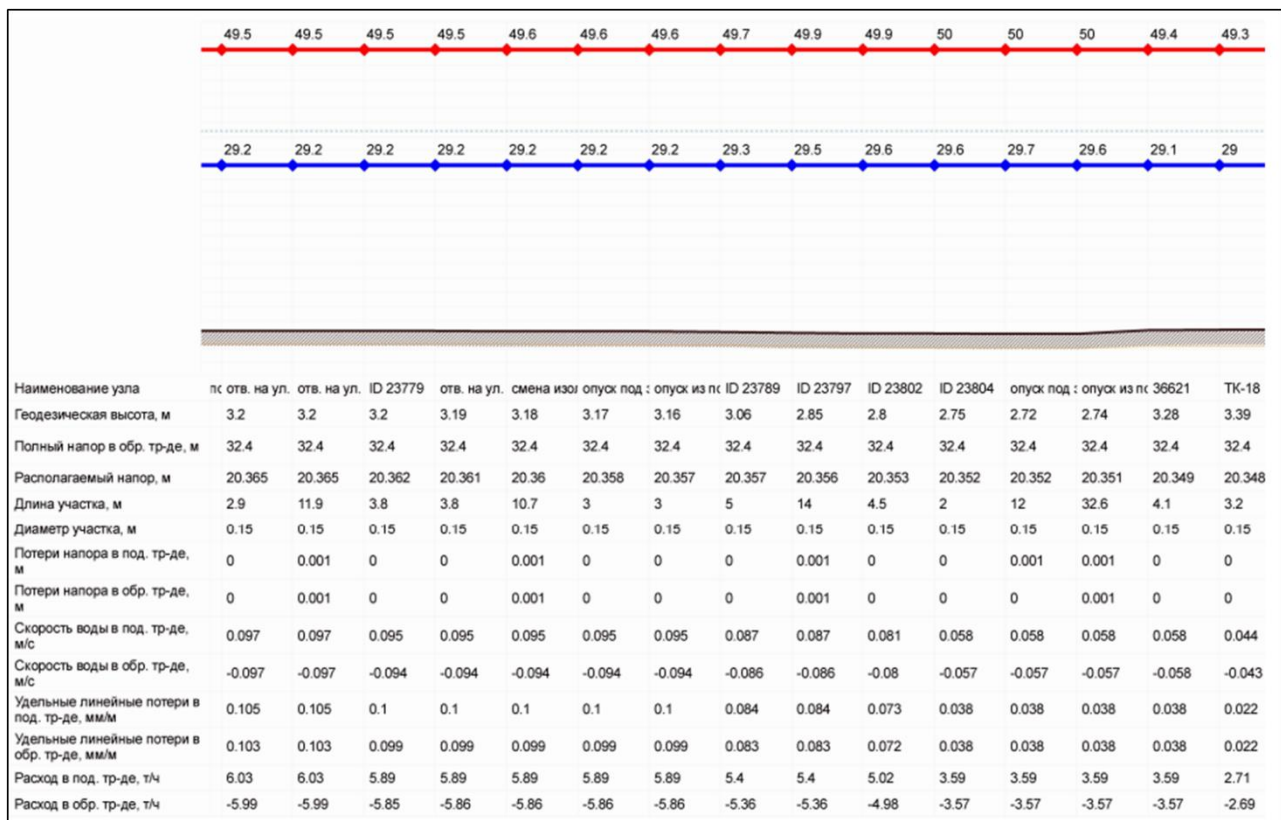 49.5 49.5 49.5 49.5 49.6 49.6 49.6 49.7 49.9 49.9 50 50 50 49.4 49.3
29.2 29.2 29.2 29.2 29.2 29.2 29.2 29.3 29.5 29.6 29.6 29.7 29.6 29.1 29
Наименование узла пс отв. на ул. отв. на ул. ID 23779 отв. на ул. смена изол опуск под з опуск из пс ID 23789 ID 23797 ID 23802 ID 23804 опуск под з опуск из пс 36621 ТК-18
Геодезическая высота, м 3.2 3.2 3.2 3.19 3.18 3.17 3.16 3.06 2.85 2.8 2.75 2.72 2.74 3.28 3.39
Полный напор в обр. тр-де, м 32.4 32.4 32.4 32.4 32.4 32.4 32.4 32.4 32.4 32.4 32.4 32.4 32.4 32.4 32.4
Располагаемый напор, м 20.365 20.365 20.362 20.361 20.36 20.358 20.357 20.357 20.356 20.353 20.352 20.352 20.351 20.349 20.348
Длина участка, м 2.9 11.9 3.8 3.8 10.7 3 3 5 14 4.5 2 12 32.6 4.1 3.2
Диаметр участка, м 0.15 0.15 0.15 0.15 0.15 0.15 0.15 0.15 0.15 0.15 0.15 0.15 0.15 0.15 0.15
Потери напора в под. тр-де,
м 0 0.001 0 0 0.001 0 0 0 0.001 0 0 0.001 0.001 0 0
Потери напора в обр. тр-де,
м 0 0.001 0 0 0.001 0 0 0 0.001 0 0 0 0.001 0 0
Скорость воды в под. тр-де,
м/с 0.097 0.097 0.095 0.095 0.095 0.095 0.095 0.087 0.087 0.081 0.058 0.058 0.058 0.058 0.044
Скорость воды в обр. тр-де,
м/с -0.097 -0.097 -0.094 -0.094 -0.094 -0.094 -0.094 -0.086 -0.086 -0.08 -0.057 -0.057 -0.057 -0.058 -0.043
Удельные линейные потери в
под. тр-де, мм/м 0.105 0.105 0.1 0.1 0.1 0.1 0.1 0.084 0.084 0.073 0.038 0.038 0.038 0.038 0.022
Удельные линейные потери в
обр. тр-де, мм/м 0.103 0.103 0.099 0.099 0.099 0.099 0.099 0.083 0.083 0.072 0.038 0.038 0.038 0.038 0.022
Расход в под. тр-де, т/ч 6.03 6.03 5.89 5.89 5.89 5.89 5.89 5.4 5.4 5.02 3.59 3.59 3.59 3.59 2.71
Расход в обр. тр-де, т/ч -5.99 -5.99 -5.85 -5.86 -5.86 -5.86 -5.86 -5.36 -5.36 -4.98 -3.57 -3.57 -3.57 -3.57 -2.69